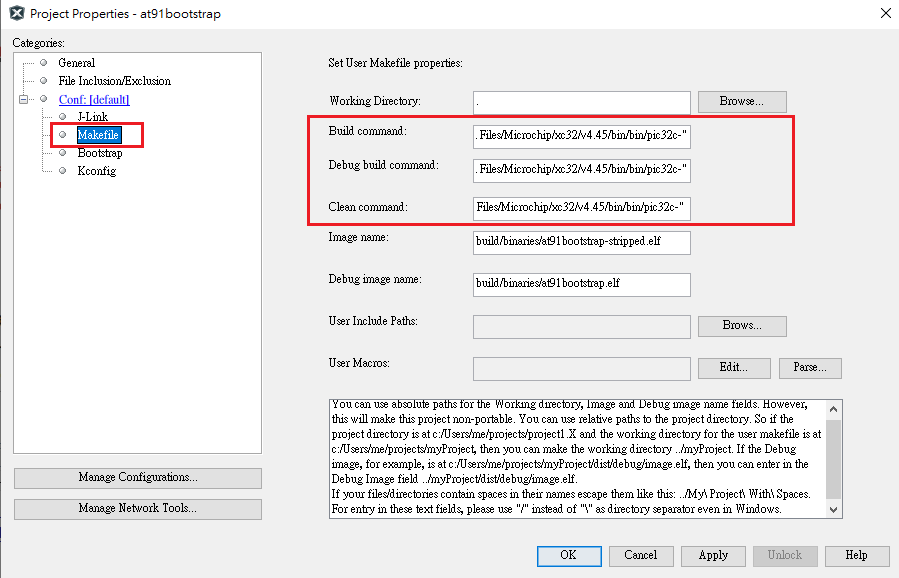 Project Properties - at91bootstrap
Categories:
General
File Inclusion/Exclusion
Conf: [default]
J-Link
Makefile
Bootstrap
Kconfig
Manage Configurations...
Manage Network Tools...
Set User Makefile properties:
Working Directory: . Browse...
Build command: . Files/Microchip/xc32/v4.45/bin/bin/pic32c-"
Debug build command: . Files/Microchip/xc32/v4.45/bin/bin/pic32c-"
Clean command: Files/Microchip/xc32/v4.45/bin/bin/pic32c-"
Image name: build/binaries/at91bootstrap-stripped.elf
Debug image name: build/binaries/at91bootstrap.elf
User Include Paths: Brows...
User Macros: Edit... Parse...
You can use absolute paths for the Working directory, Image and Debug image name fields. However,
this will make this project non-portable. You can use relative paths to the project directory. So if the
project directory is at c:/Users/me/projects/project1.X and the working directory for the user makefile is at
c:/Users/me/projects/myProject, then you can make the working directory ../myProject. If the Debug
image, for example, is at c:/Users/me/projects/myProject/dist/debug/image.elf, then you can enter in the
Debug Image field ../myProject/dist/debug/image.elf.
If your files/directories contain spaces in their names escape them like this: ../My\ Project\ With\ Spaces.
For entry in these text fields, please use "/" instead of "\" as directory separator even in Windows.
OK Cancel Apply Unlock Help